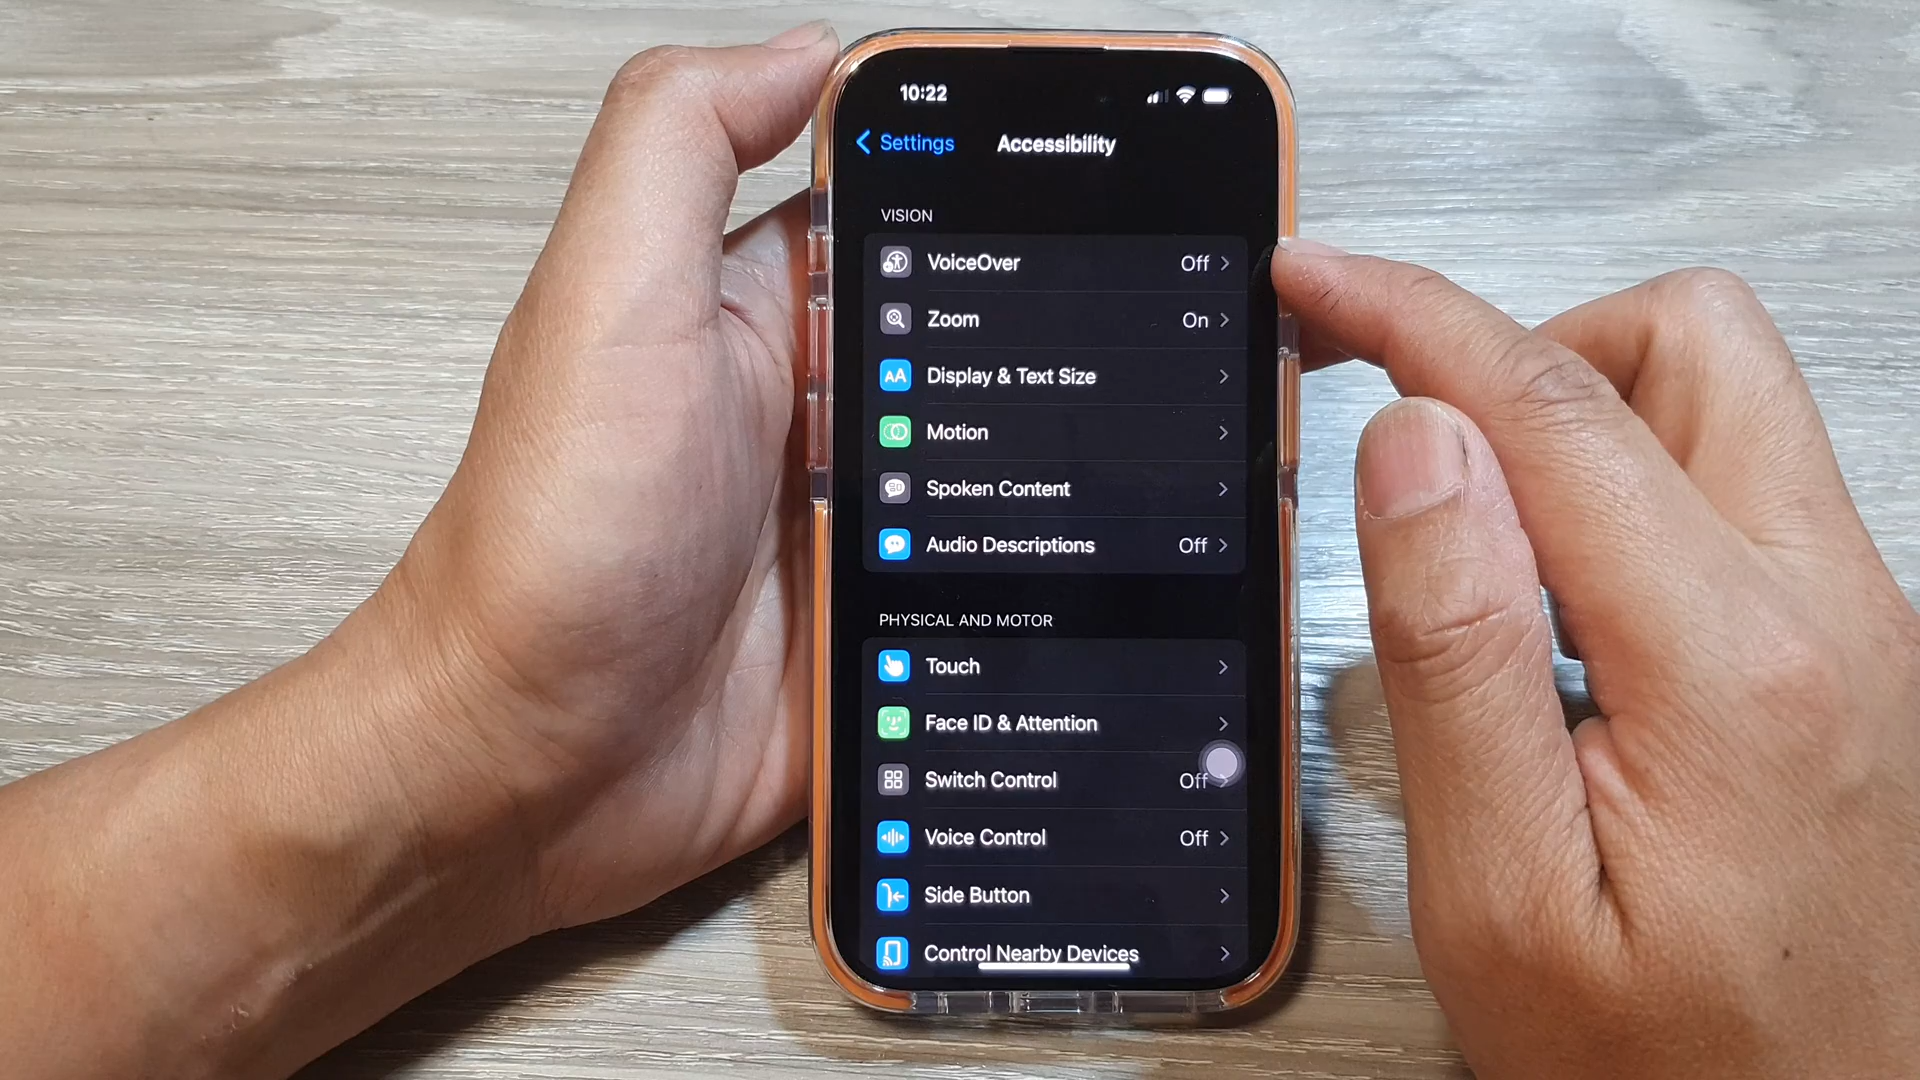 10:22
Settings
Accessibility
VISION
VoiceOver Off
Zoom On
AA Display & Text Size
Motion
Spoken Content
Audio Descriptions Off
PHYSICAL AND MOTOR
Touch
Face ID & Attention
Switch Control Off
Voice Control Off
Side Button
Control Nearby Devices